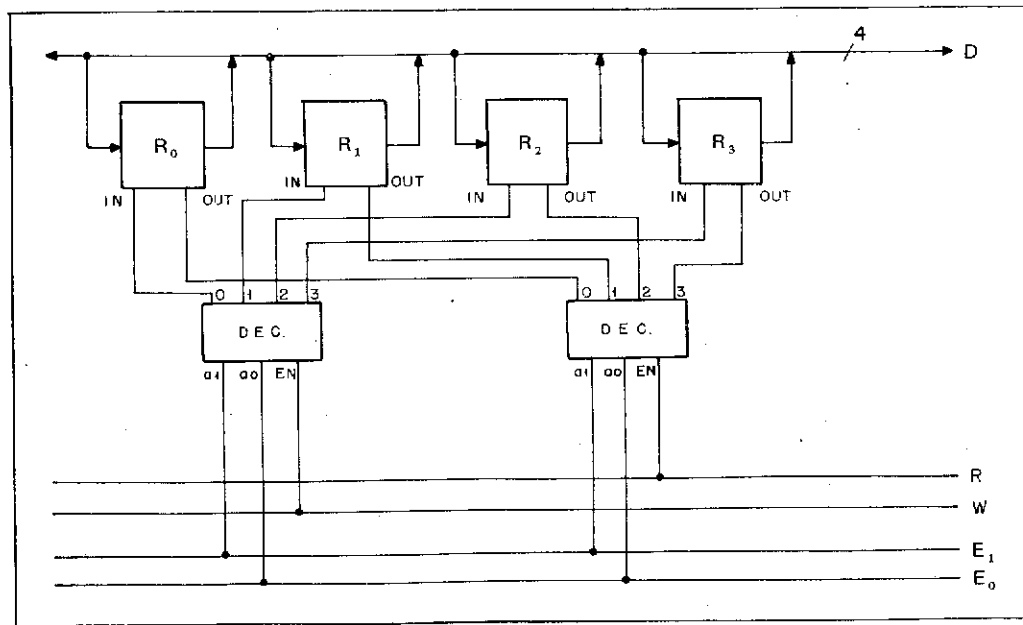 4
D
R0 R1 R2 R3
IN OUT IN OUT IN OUT IN OUT
0 1 2 3 0 1 2 3
DEC. DEC.
a1 a0 EN a1 a0 EN
R
W
E1
E0